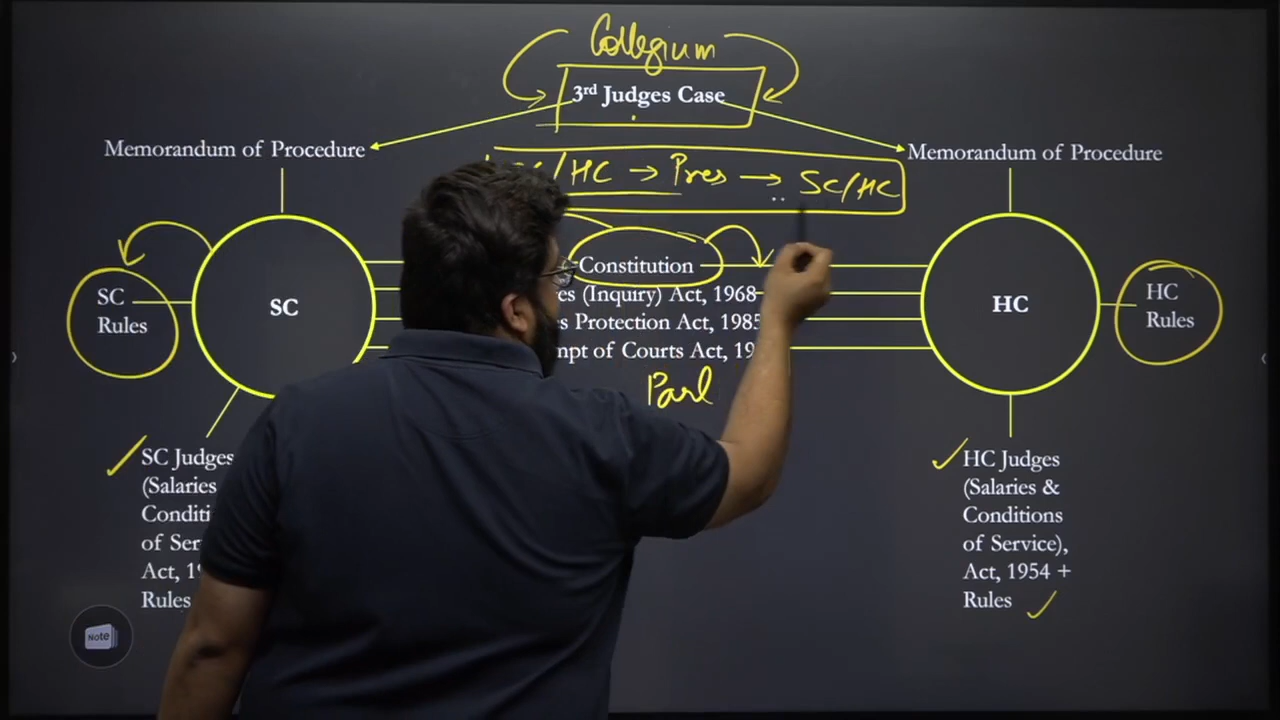 Collegium
3rd Judges Case
Memorandum of Procedure
Memorandum of Procedure
/HC → Pres → SC/HC
Constitution
es (Inquiry) Act, 1968
s Protection Act, 1985
mpt of Courts Act, 19
Parl
SC
Rules
SC
HC
HC
Rules
SC Judges
(Salaries
Conditi
of Ser
Act, 1
Rules
HC Judges
(Salaries &
Conditions
of Service),
Act, 1954 +
Rules
Note